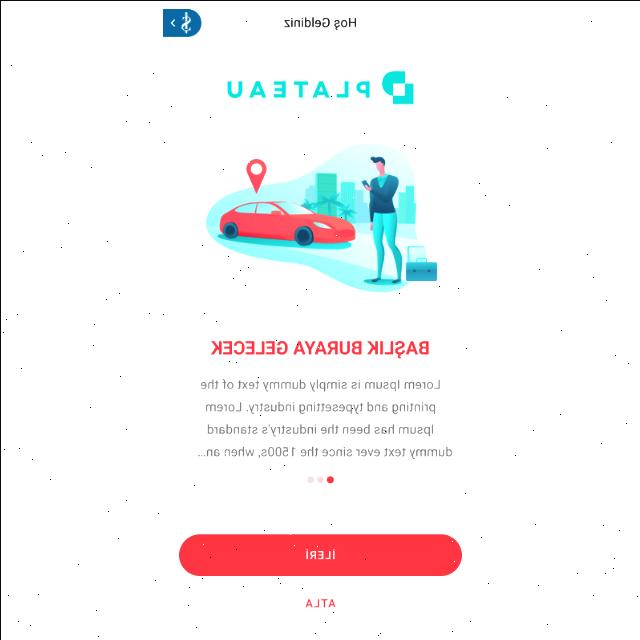 Hoş Geldiniz
PLATEAU
BAŞLIK BURAYA GELECEK
Lorem Ipsum is simply dummy text of the
printing and typesetting industry. Lorem
Ipsum has been the industry's standard
dummy text ever since the 1500s, when an...
İLERİ
ATLA